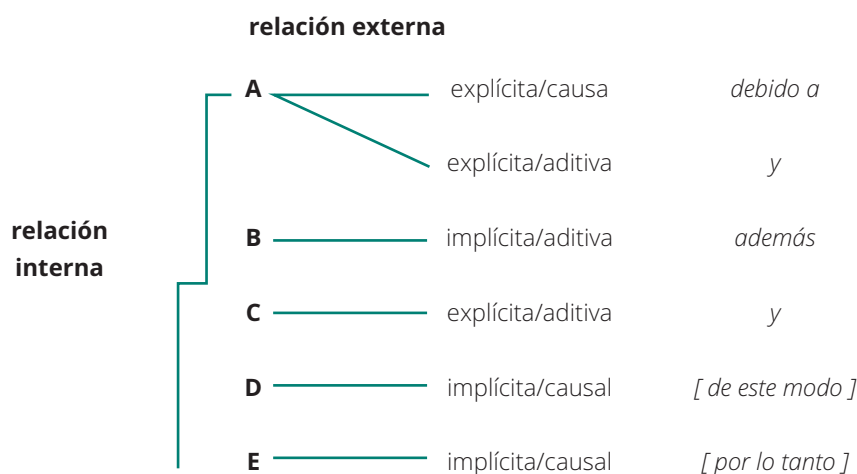 relación externa
A explícita/causa debido a
explícita/aditiva y
relación
interna
B implícita/aditiva además
C explícita/aditiva y
D implícita/causal [ de este modo ]
E implícita/causal [ por lo tanto ]